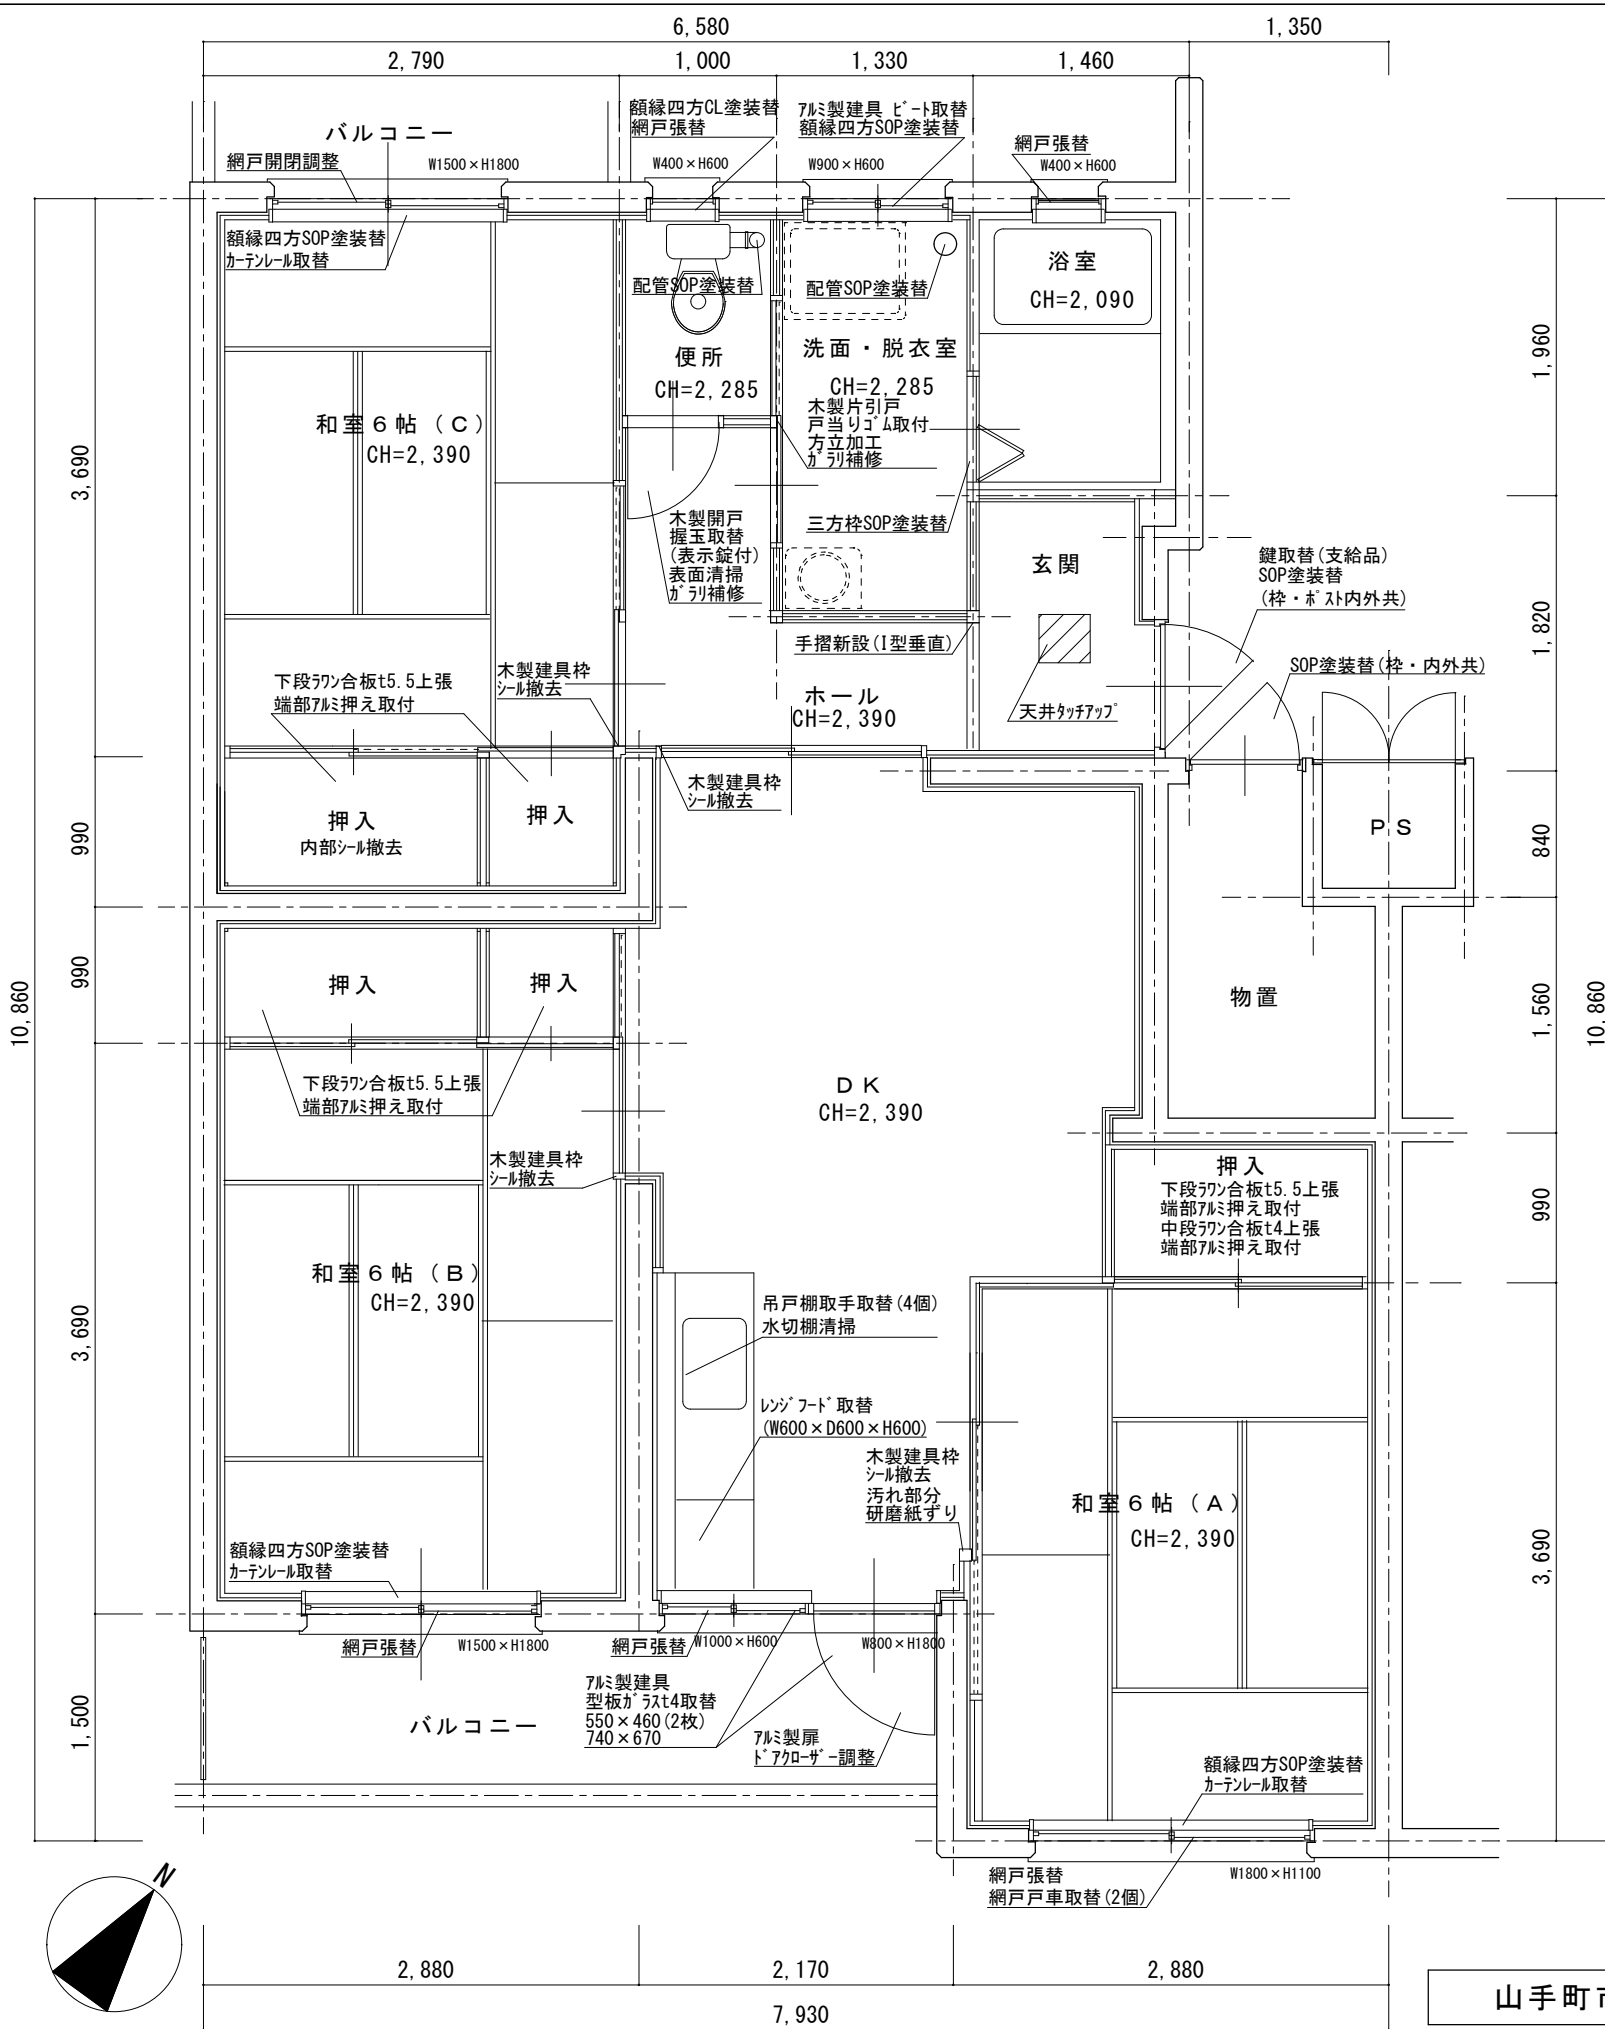 6,580
1,350
2,790
1,000
1,330
1,460
バルコニー
網戸開閉調整
W1500×H1800
額縁四方CL塗装替
網戸張替
W400×H600
アルミ製建具 ビート取替
額縁四方SOP塗装替
W900×H600
網戸張替
W400×H600
額縁四方SOP塗装替
カーテンレール取替
配管SOP塗装替
配管SOP塗装替
浴室
CH=2,090
便所
CH=2,285
洗面・脱衣室
CH=2,285
木製片引戸
戸当りゴム取付
方立加工
ガラリ補修
和室6帖(C)
CH=2,390
3,690
1,960
木製開戸
握玉取替
(表示錠付)
表面清掃
ガラリ補修
三方枠SOP塗装替
玄関
鍵取替(支給品)
SOP塗装替
(枠・ポスト内外共)
1,820
手摺新設(I型垂直)
SOP塗装替(枠・内外共)
下段ラワン合板t5.5上張
端部アルミ押え取付
木製建具枠
シール撤去
ホール
CH=2,390
天井タッチアップ
木製建具枠
シール撤去
押入
内部シール撤去
押入
PS
990
840
押入
押入
990
物置
10,860
1,560
10,860
下段ラワン合板t5.5上張
端部アルミ押え取付
DK
CH=2,390
木製建具枠
シール撤去
押入
下段ラワン合板t5.5上張
端部アルミ押え取付
中段ラワン合板t4上張
端部アルミ押え取付
990
和室6帖(B)
CH=2,390
3,690
吊戸棚取手取替(4個)
水切棚清掃
レンジフード取替
(W600×D600×H600)
木製建具枠
シール撤去
汚れ部分
研磨紙ずり
和室6帖(A)
CH=2,390
3,690
額縁四方SOP塗装替
カーテンレール取替
網戸張替
W1500×H1800
網戸張替
W1000×H600
W800×H1800
アルミ製建具
型板ガラスt4取替
550×460(2枚)
740×670
アルミ製扉
ドアクローザー調整
バルコニー
1,500
額縁四方SOP塗装替
カーテンレール取替
網戸張替
網戸戸車取替(2個)
W1800×H1100
N
2,880
2,170
2,880
7,930
山手町